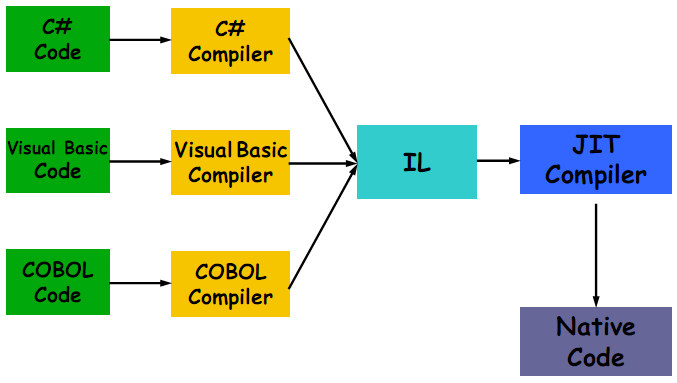 C#
Code
C#
Compiler
Visual Basic
Code
Visual Basic
Compiler
IL
JIT
Compiler
COBOL
Code
COBOL
Compiler
Native
Code